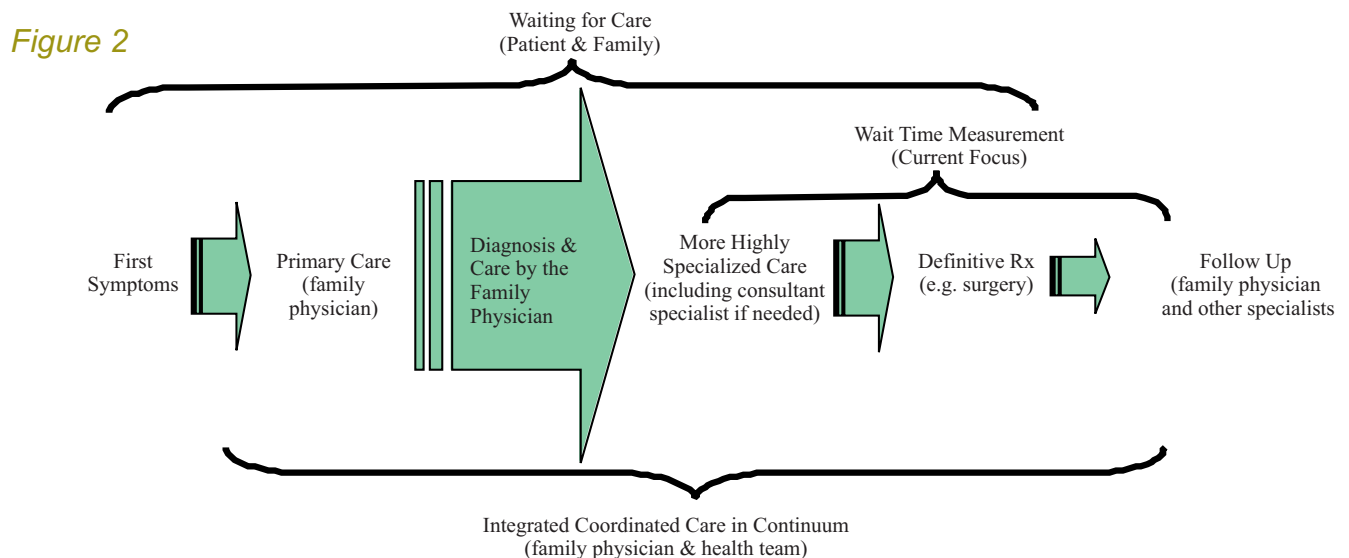 Figure 2
Waiting for Care
(Patient & Family)
Wait Time Measurement
(Current Focus)
First
Symptoms
Primary Care
(family
physician)
Diagnosis &
Care by the
Family
Physician
More Highly
Specialized Care
(including consultant
specialist if needed)
Definitive Rx
(e.g. surgery)
Follow Up
(family physician
and other specialists
Integrated Coordinated Care in Continuum
(family physician & health team)